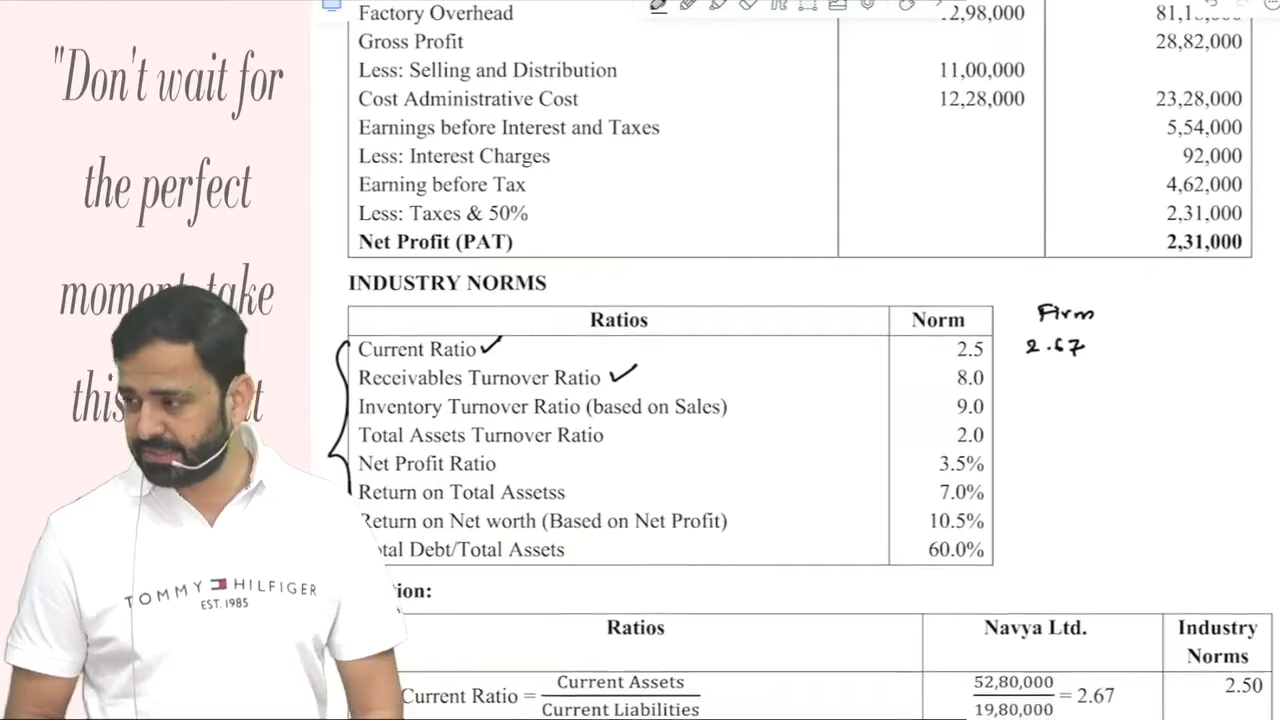 "Don't wait for
the perfect
moment, take
this
Factory Overhead
Gross Profit 28,82,000
Less: Selling and Distribution 11,00,000
Cost Administrative Cost 12,28,000 23,28,000
Earnings before Interest and Taxes 5,54,000
Less: Interest Charges 92,000
Earning before Tax 4,62,000
Less: Taxes & 50% 2,31,000
Net Profit (PAT) 2,31,000
INDUSTRY NORMS
Ratios Norm Firm
Current Ratio 2.5 2.67
Receivables Turnover Ratio 8.0
Inventory Turnover Ratio (based on Sales) 9.0
Total Assets Turnover Ratio 2.0
Net Profit Ratio 3.5%
Return on Total Assetss 7.0%
Return on Net worth (Based on Net Profit) 10.5%
Debt/Total Assets 60.0%
Ratios Navya Ltd. Industry
Norms
Current Ratio = Current Assets / Current Liabilities 52,80,000 / 19,80,000 = 2.67 2.50
TOMMY HILFIGER
EST. 1985